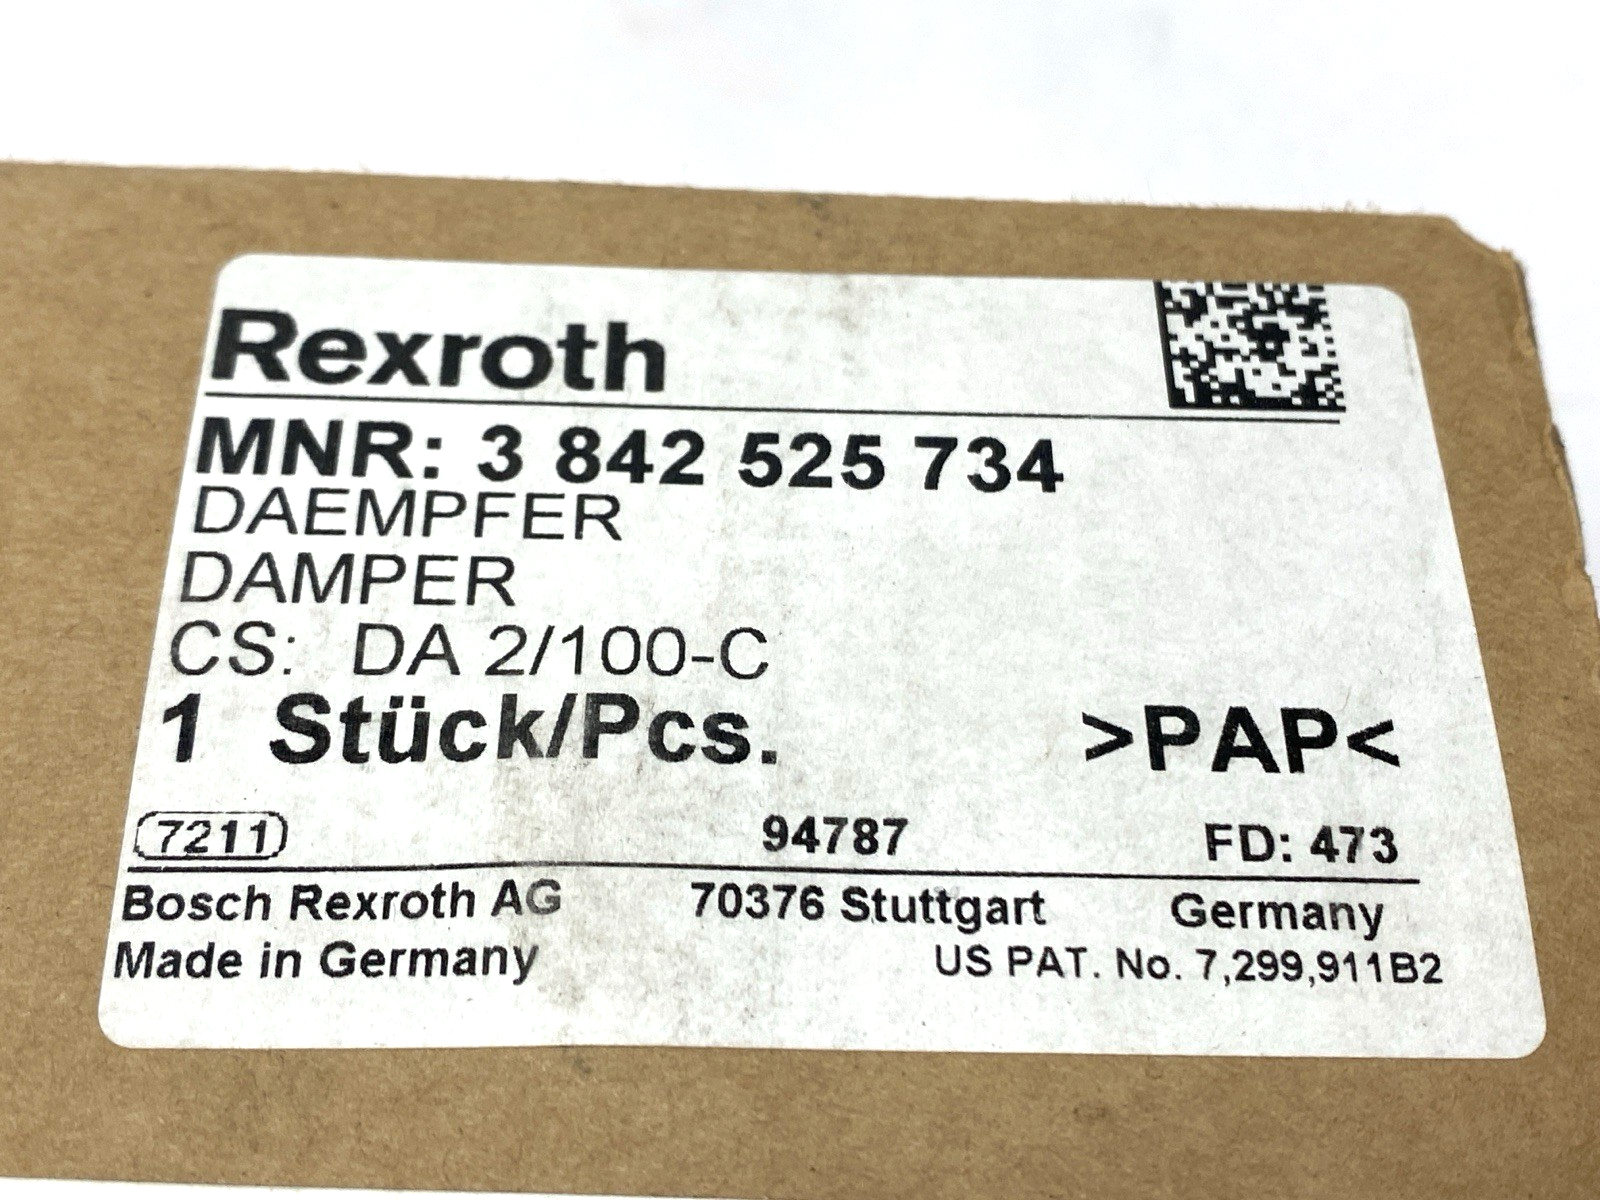 Rexroth
MNR: 3 842 525 734
DAEMPFER
DAMPER
CS: DA 2/100-C
1 Stück/Pcs. >PAP<
7211 94787 FD: 473
Bosch Rexroth AG 70376 Stuttgart Germany
Made in Germany US PAT. No. 7,299,911B2